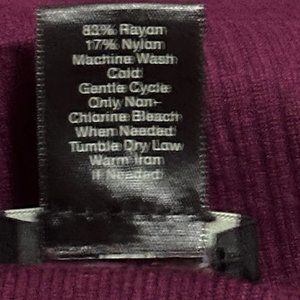 83% Rayon
17% Nylon
Machine Wash
Cold
Gentle Cycle
Only Non-
Chlorine Bleach
When Needed
Tumble Dry Low
Warm Iron
If Needed